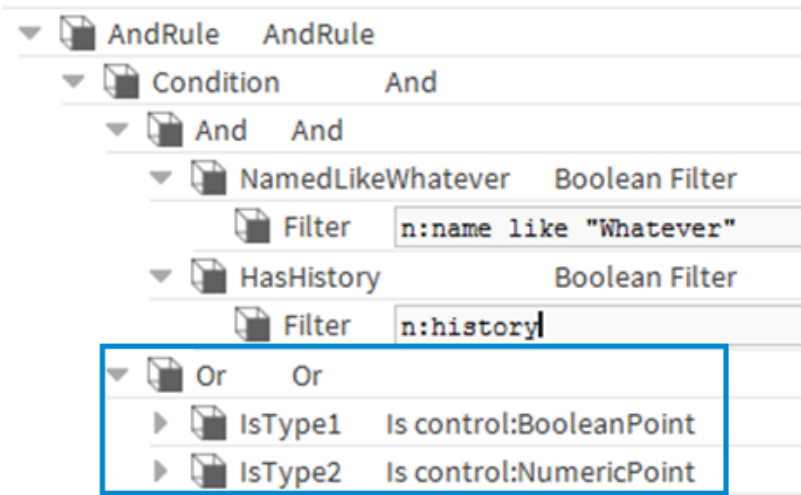 AndRule AndRule
Condition And
And And
NamedLikeWhatever Boolean Filter
Filter n:name like "Whatever"
HasHistory Boolean Filter
Filter n:history
Or Or
IsType1 Is control:BooleanPoint
IsType2 Is control:NumericPoint